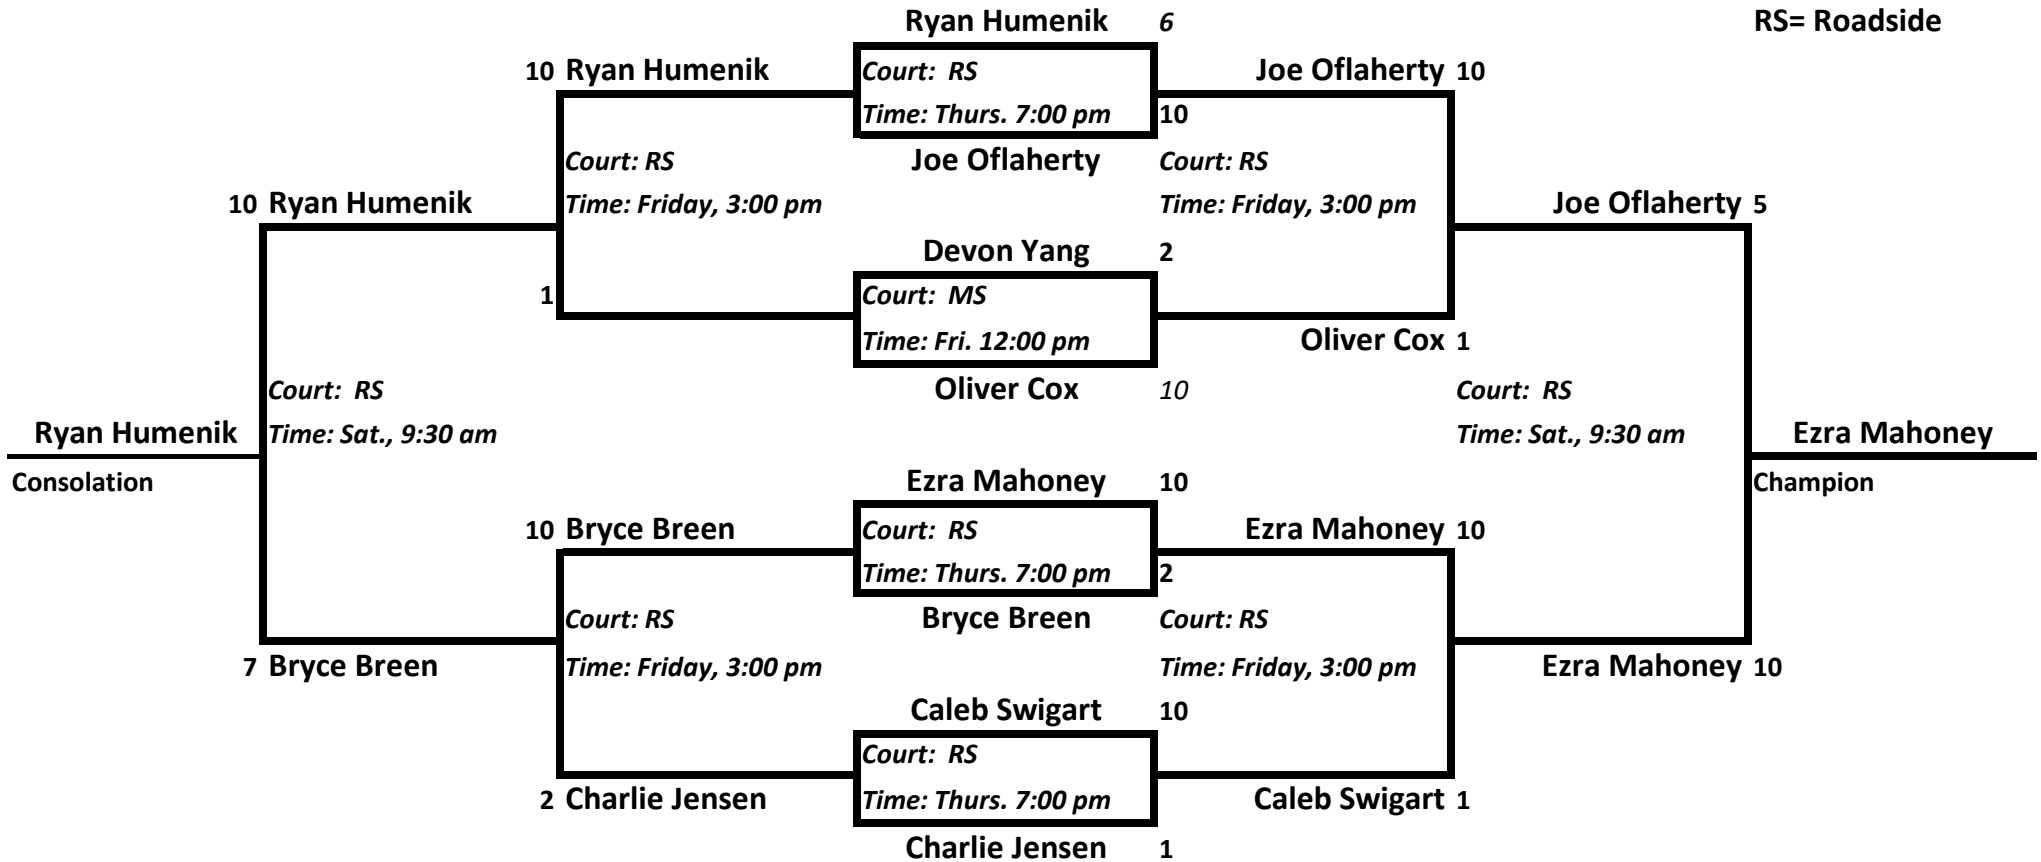 Ryan Humenik 6 RS= Roadside
10 Ryan Humenik Court: RS Joe Oflaherty 10
Time: Thurs. 7:00 pm 10
Court: RS Joe Oflaherty Court: RS
10 Ryan Humenik Time: Friday, 3:00 pm Time: Friday, 3:00 pm Joe Oflaherty 5
Devon Yang 2
1 Court: MS
Time: Fri. 12:00 pm Oliver Cox 1
Court: RS Oliver Cox 10 Court: RS
Ryan Humenik Time: Sat., 9:30 am Time: Sat., 9:30 am Ezra Mahoney
Consolation Ezra Mahoney 10 Champion
10 Bryce Breen Court: RS Ezra Mahoney 10
Time: Thurs. 7:00 pm 2
Court: RS Bryce Breen Court: RS
7 Bryce Breen Time: Friday, 3:00 pm Time: Friday, 3:00 pm Ezra Mahoney 10
Caleb Swigart 10
Court: RS
2 Charlie Jensen Time: Thurs. 7:00 pm Caleb Swigart 1
Charlie Jensen 1